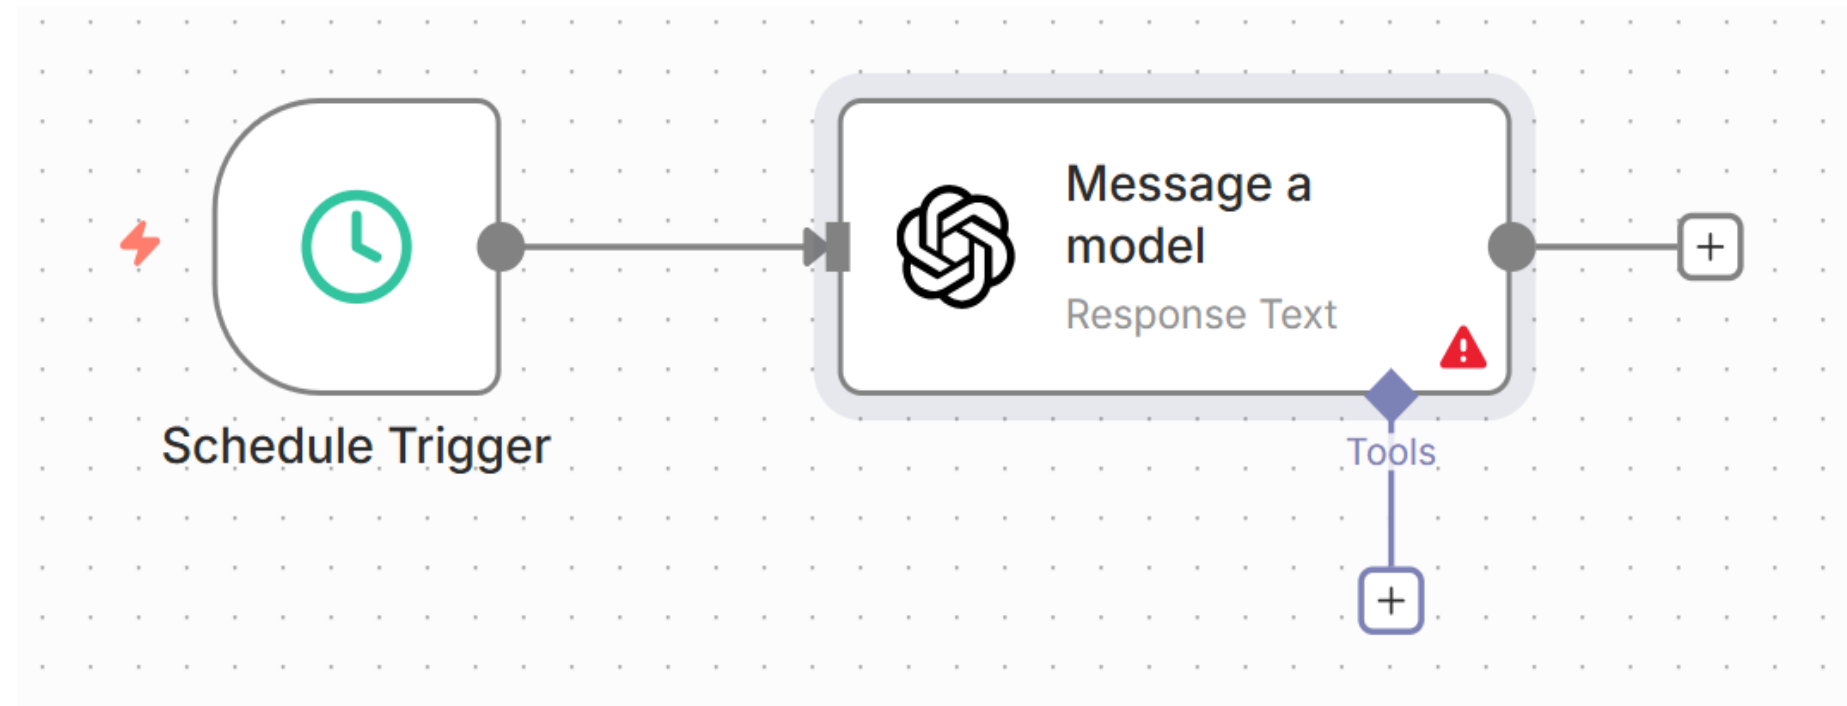 Message a
model
Response Text
Schedule Trigger
Tools